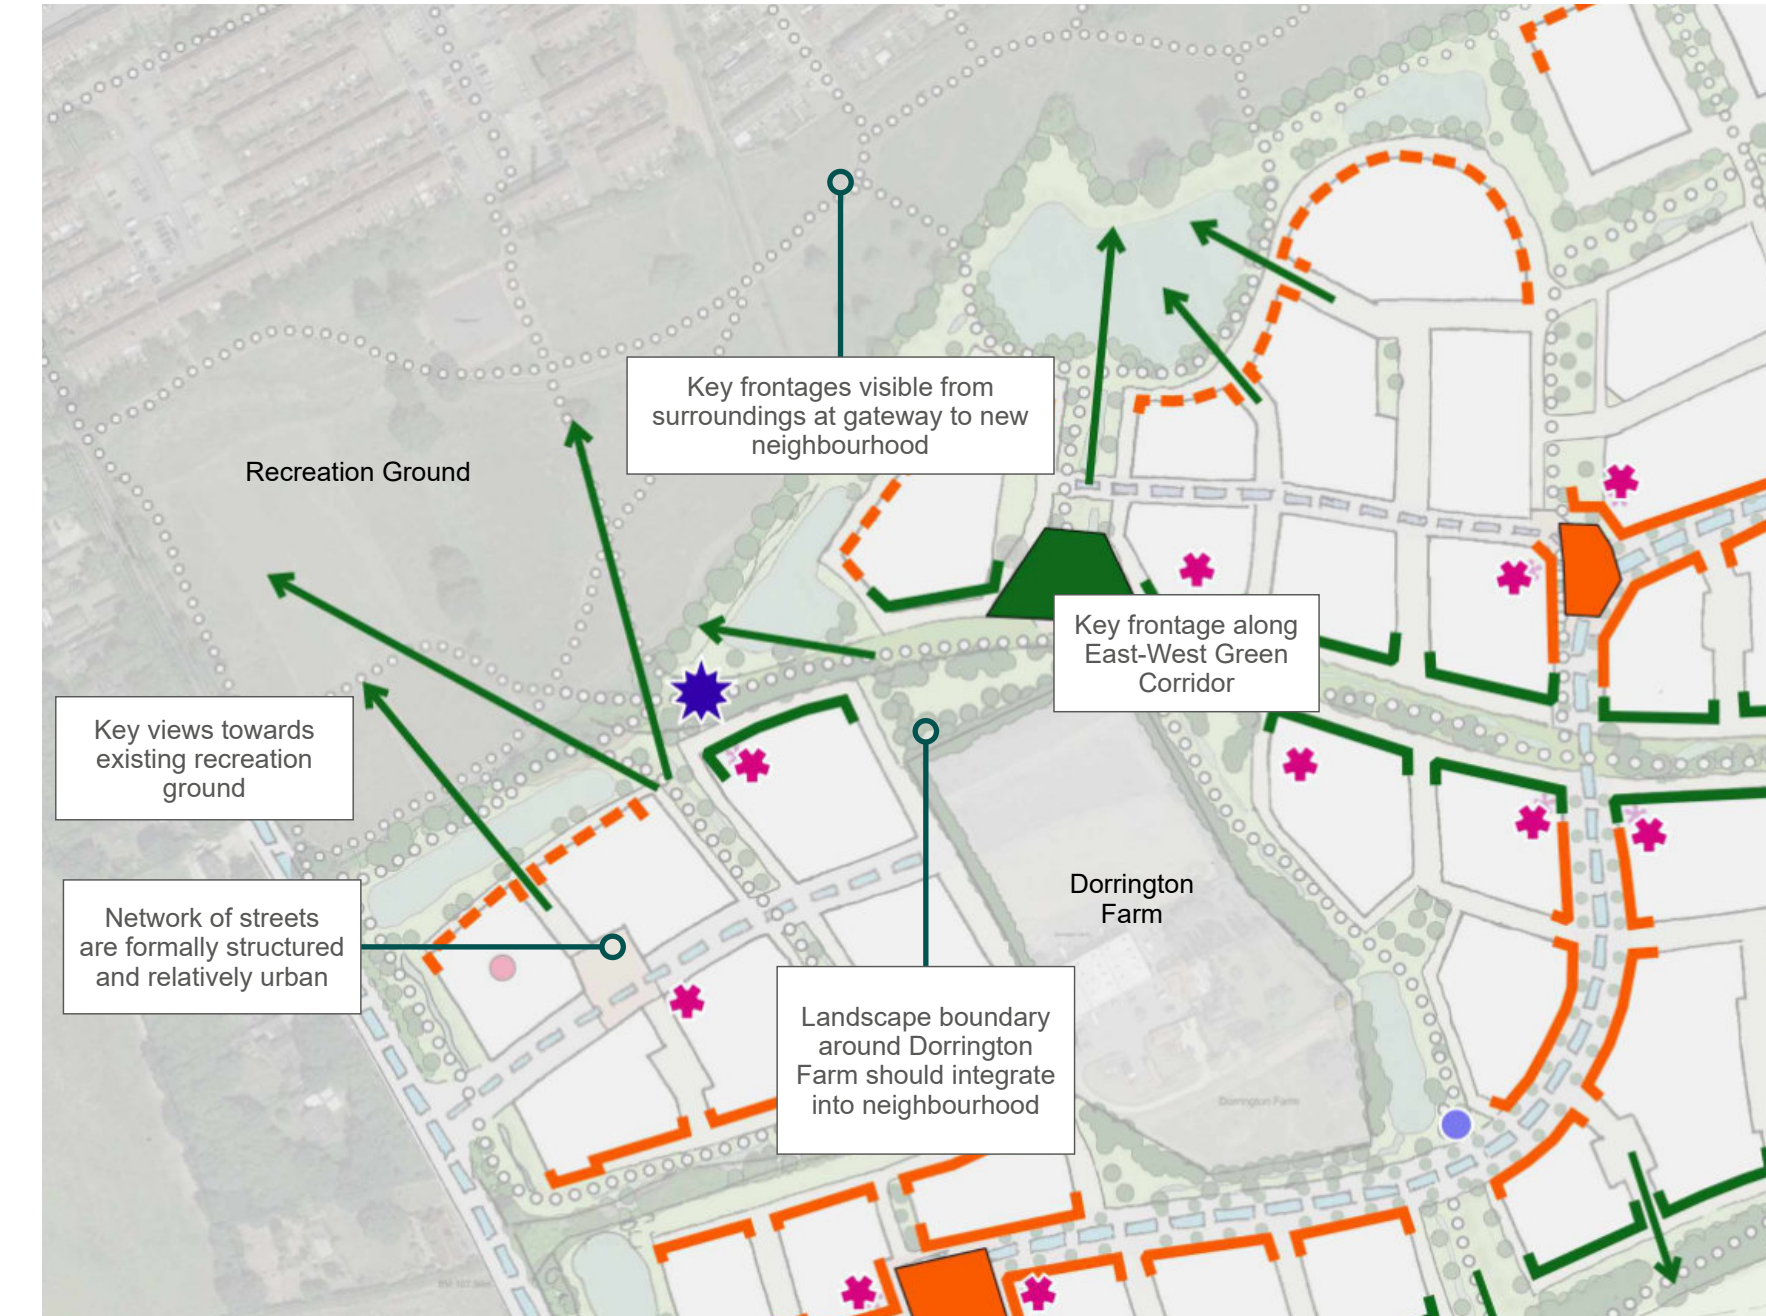 Key frontages visible from
surroundings at gateway to new
neighbourhood
Recreation Ground
Key frontage along
East-West Green
Corridor
Key views towards
existing recreation
ground
Dorrington
Farm
Network of streets
are formally structured
and relatively urban
Landscape boundary
around Dorrington
Farm should integrate
into neighbourhood
Dorrington Farm